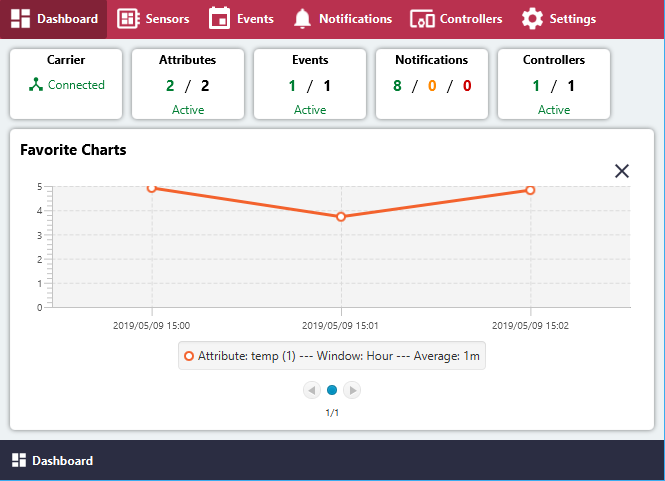 Dashboard Sensors Events Notifications Controllers Settings
Carrier Attributes Events Notifications Controllers
Connected 2 / 2 1 / 1 8 / 0 / 0 1 / 1
Active Active Active
Favorite Charts
5
4
3
2
1
0
2019/05/09 15:00 2019/05/09 15:01 2019/05/09 15:02
Attribute: temp (1) --- Window: Hour --- Average: 1m
1/1
Dashboard